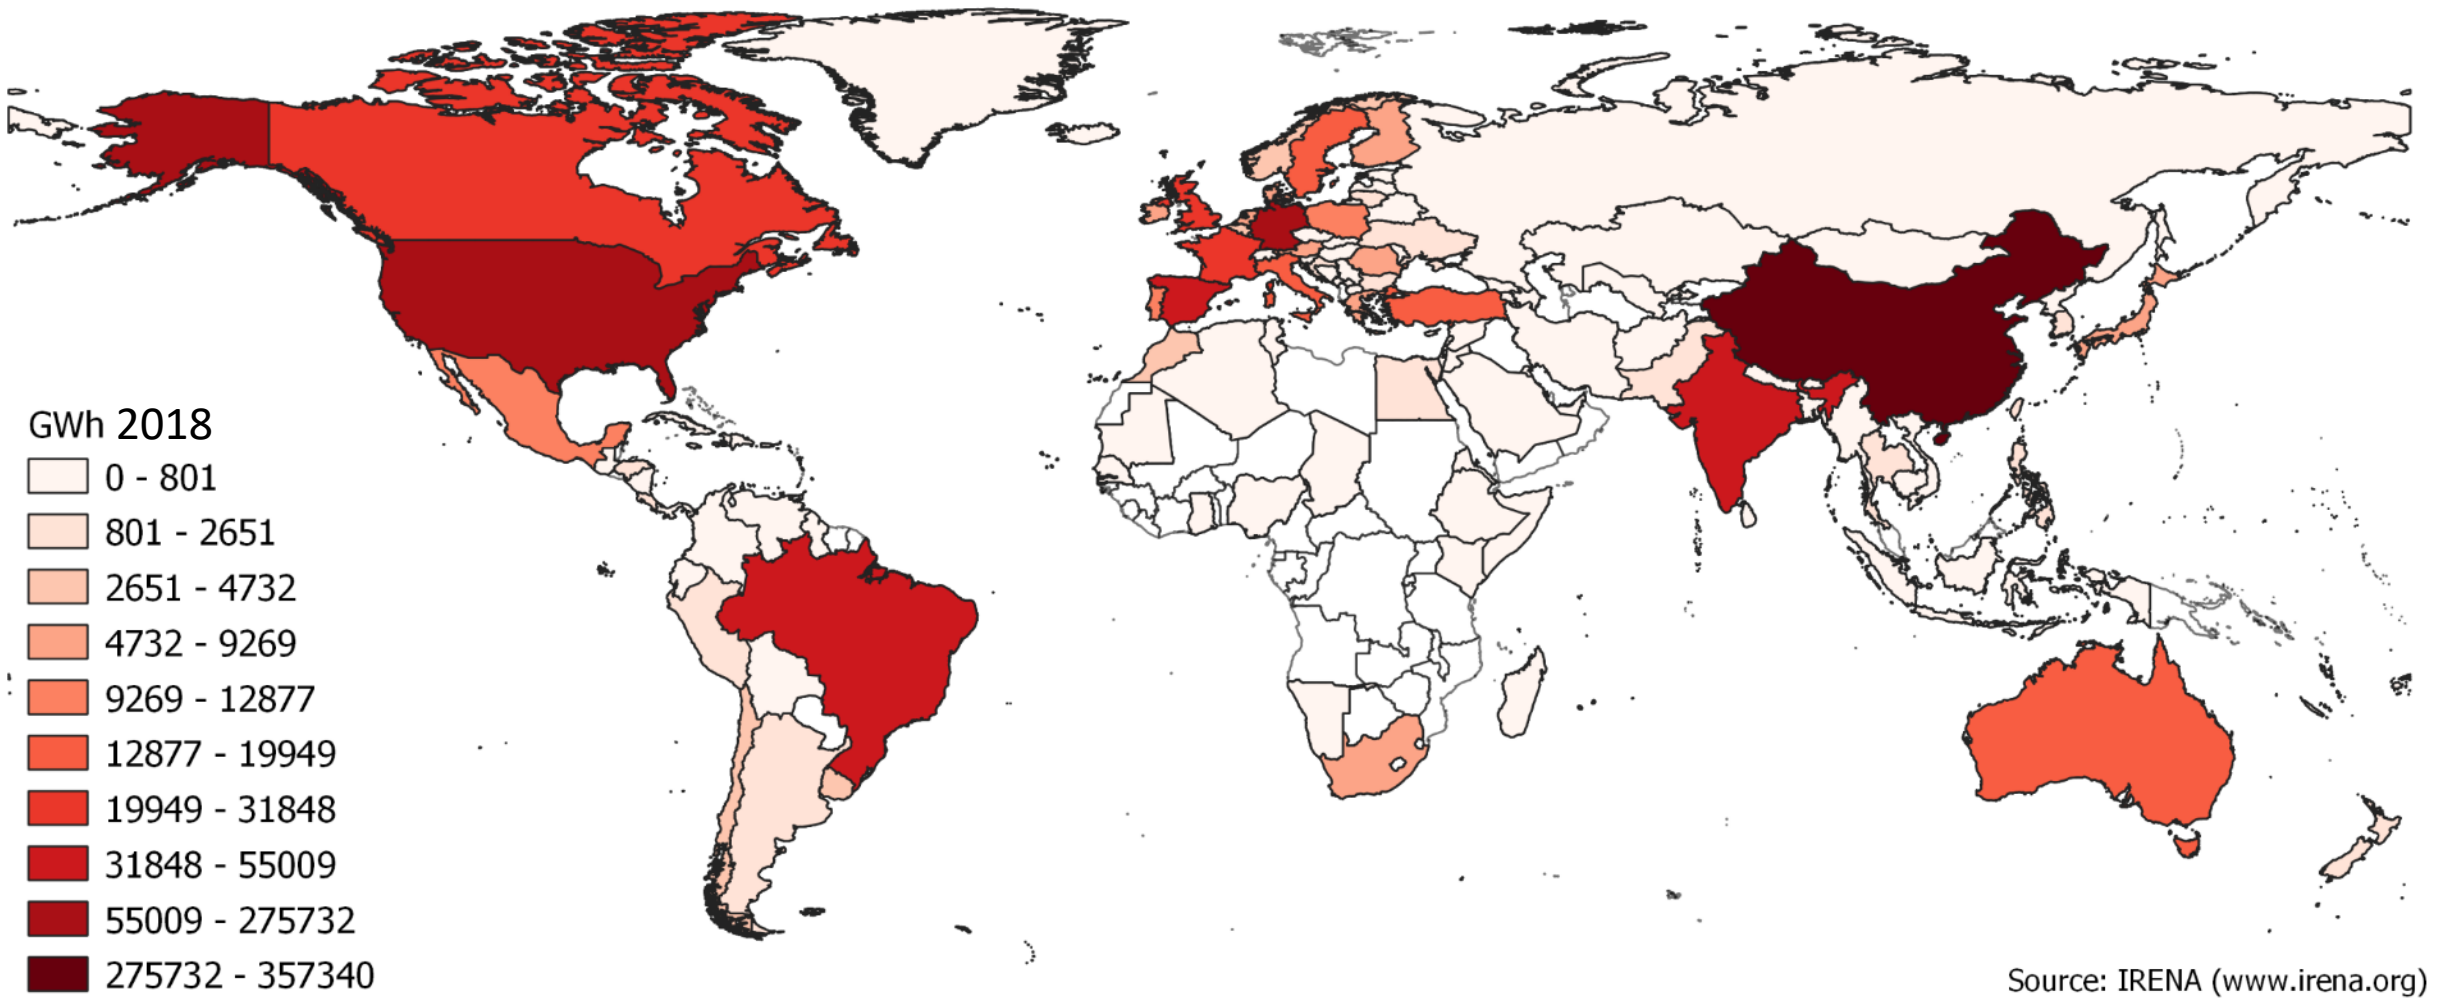 GWh 2018
0 - 801
801 - 2651
2651 - 4732
4732 - 9269
9269 - 12877
12877 - 19949
19949 - 31848
31848 - 55009
55009 - 275732
275732 - 357340
Source: IRENA (www.irena.org)